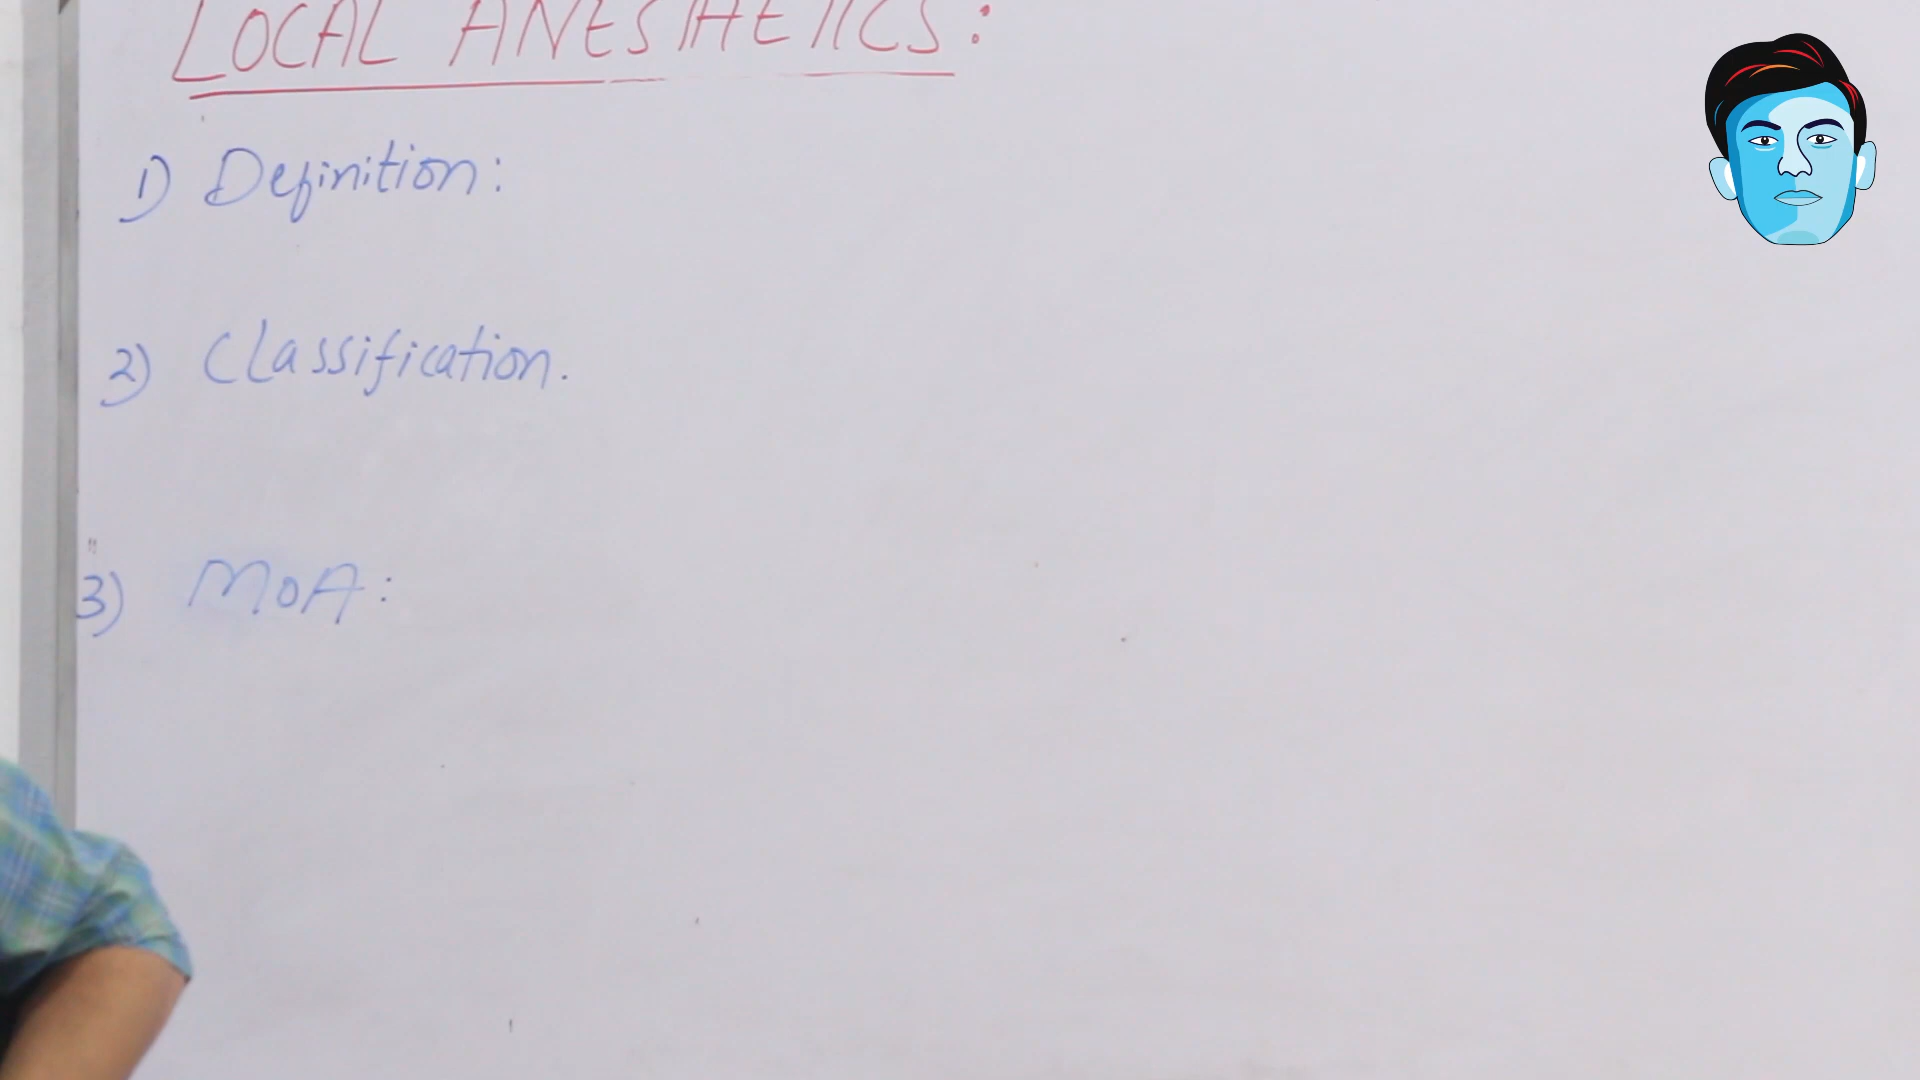 LOCAL ANESTHETICS:
1) Definition:
2) Classification.
3) MOA: